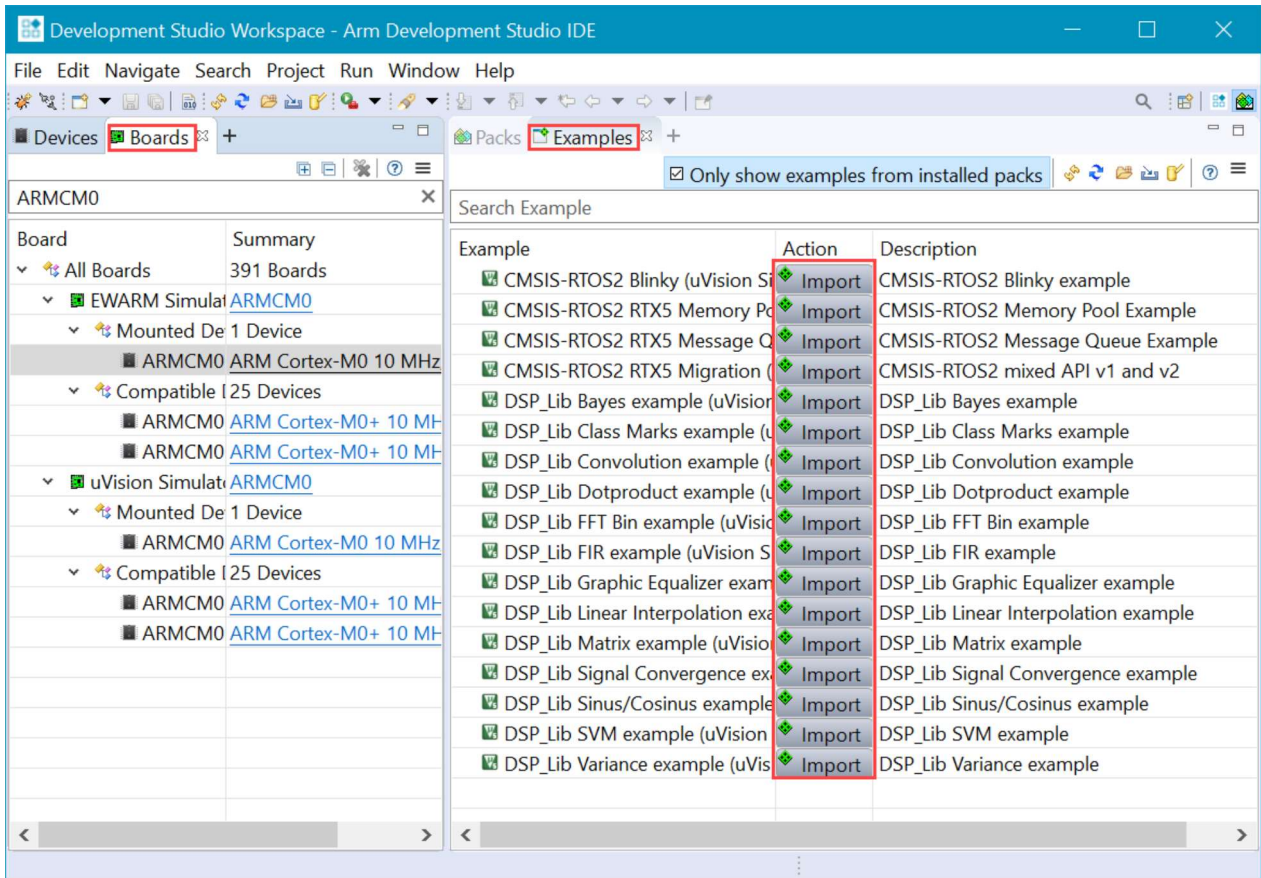 Development Studio Workspace - Arm Development Studio IDE
File Edit Navigate Search Project Run Window Help
Devices Boards
Packs Examples
Only show examples from installed packs
ARMCM0
Search Example
Board Summary
All Boards 391 Boards
EWARM Simulat ARMCM0
Mounted De 1 Device
ARMCM0 ARM Cortex-M0 10 MHz
Compatible 25 Devices
ARMCM0 ARM Cortex-M0+ 10 MH
ARMCM0 ARM Cortex-M0+ 10 MH
uVision Simulat ARMCM0
Mounted De 1 Device
ARMCM0 ARM Cortex-M0 10 MHz
Compatible 25 Devices
ARMCM0 ARM Cortex-M0+ 10 MH
ARMCM0 ARM Cortex-M0+ 10 MH
Example Action Description
CMSIS-RTOS2 Blinky (uVision Si Import CMSIS-RTOS2 Blinky example
CMSIS-RTOS2 RTX5 Memory Po Import CMSIS-RTOS2 Memory Pool Example
CMSIS-RTOS2 RTX5 Message Q Import CMSIS-RTOS2 Message Queue Example
CMSIS-RTOS2 RTX5 Migration ( Import CMSIS-RTOS2 mixed API v1 and v2
DSP_Lib Bayes example (uVision Import DSP_Lib Bayes example
DSP_Lib Class Marks example (u Import DSP_Lib Class Marks example
DSP_Lib Convolution example ( Import DSP_Lib Convolution example
DSP_Lib Dotproduct example (u Import DSP_Lib Dotproduct example
DSP_Lib FFT Bin example (uVisio Import DSP_Lib FFT Bin example
DSP_Lib FIR example (uVision S Import DSP_Lib FIR example
DSP_Lib Graphic Equalizer exam Import DSP_Lib Graphic Equalizer example
DSP_Lib Linear Interpolation exa Import DSP_Lib Linear Interpolation example
DSP_Lib Matrix example (uVisio Import DSP_Lib Matrix example
DSP_Lib Signal Convergence exa Import DSP_Lib Signal Convergence example
DSP_Lib Sinus/Cosinus example Import DSP_Lib Sinus/Cosinus example
DSP_Lib SVM example (uVision Import DSP_Lib SVM example
DSP_Lib Variance example (uVis Import DSP_Lib Variance example